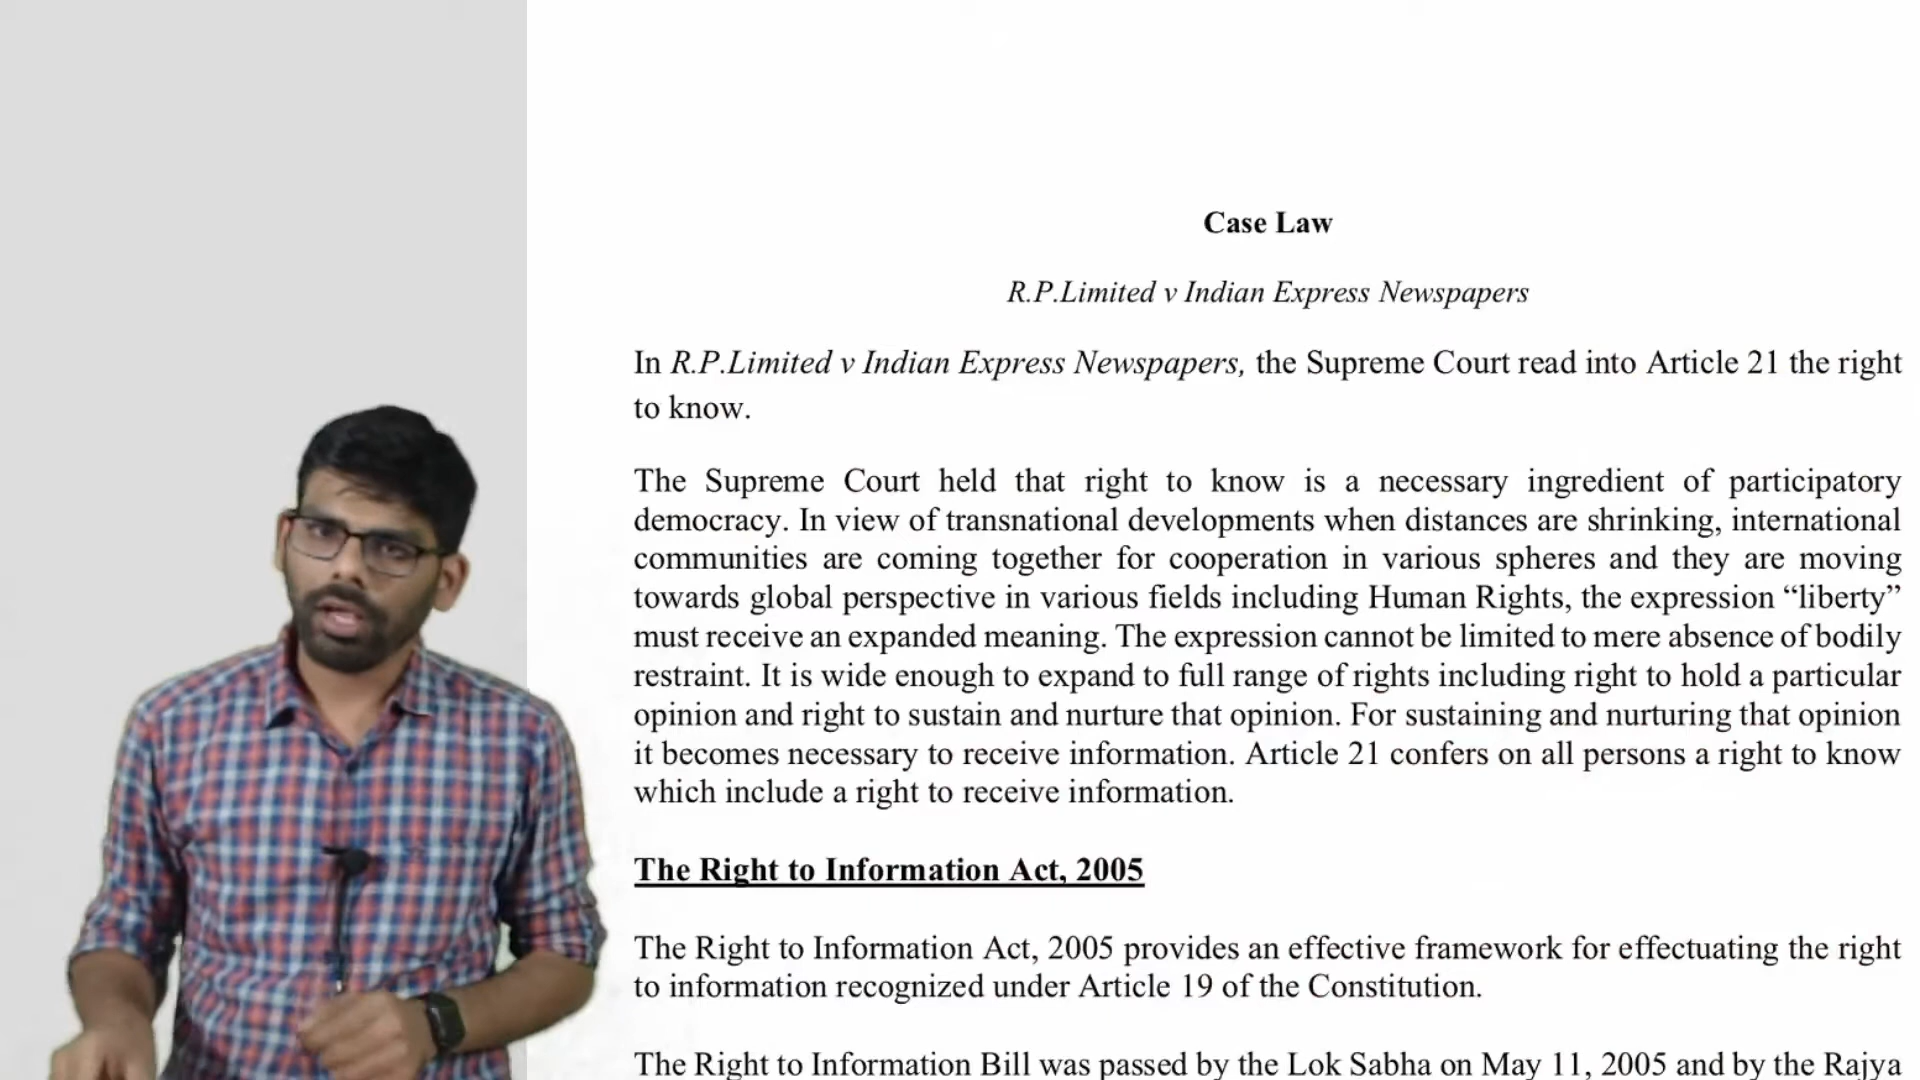 Case Law
R.P.Limited v Indian Express Newspapers
In R.P.Limited v Indian Express Newspapers, the Supreme Court read into Article 21 the right
to know.
The Supreme Court held that right to know is a necessary ingredient of participatory
democracy. In view of transnational developments when distances are shrinking, international
communities are coming together for cooperation in various spheres and they are moving
towards global perspective in various fields including Human Rights, the expression “liberty”
must receive an expanded meaning. The expression cannot be limited to mere absence of bodily
restraint. It is wide enough to expand to full range of rights including right to hold a particular
opinion and right to sustain and nurture that opinion. For sustaining and nurturing that opinion
it becomes necessary to receive information. Article 21 confers on all persons a right to know
which include a right to receive information.
The Right to Information Act, 2005
The Right to Information Act, 2005 provides an effective framework for effectuating the right
to information recognized under Article 19 of the Constitution.
The Right to Information Bill was passed by the Lok Sabha on May 11, 2005 and by the Rajya